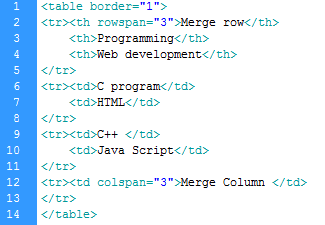 1 <table border="1">
2 <tr><th rowspan="3">Merge row</th>
3 <th>Programming</th>
4 <th>Web development</th>
5 </tr>
6 <tr><td>C program</td>
7 <td>HTML</td>
8 </tr>
9 <tr><td>C++ </td>
10 <td>Java Script</td>
11 </tr>
12 <tr><td colspan="3">Merge Column </td>
13 </tr>
14 </table>